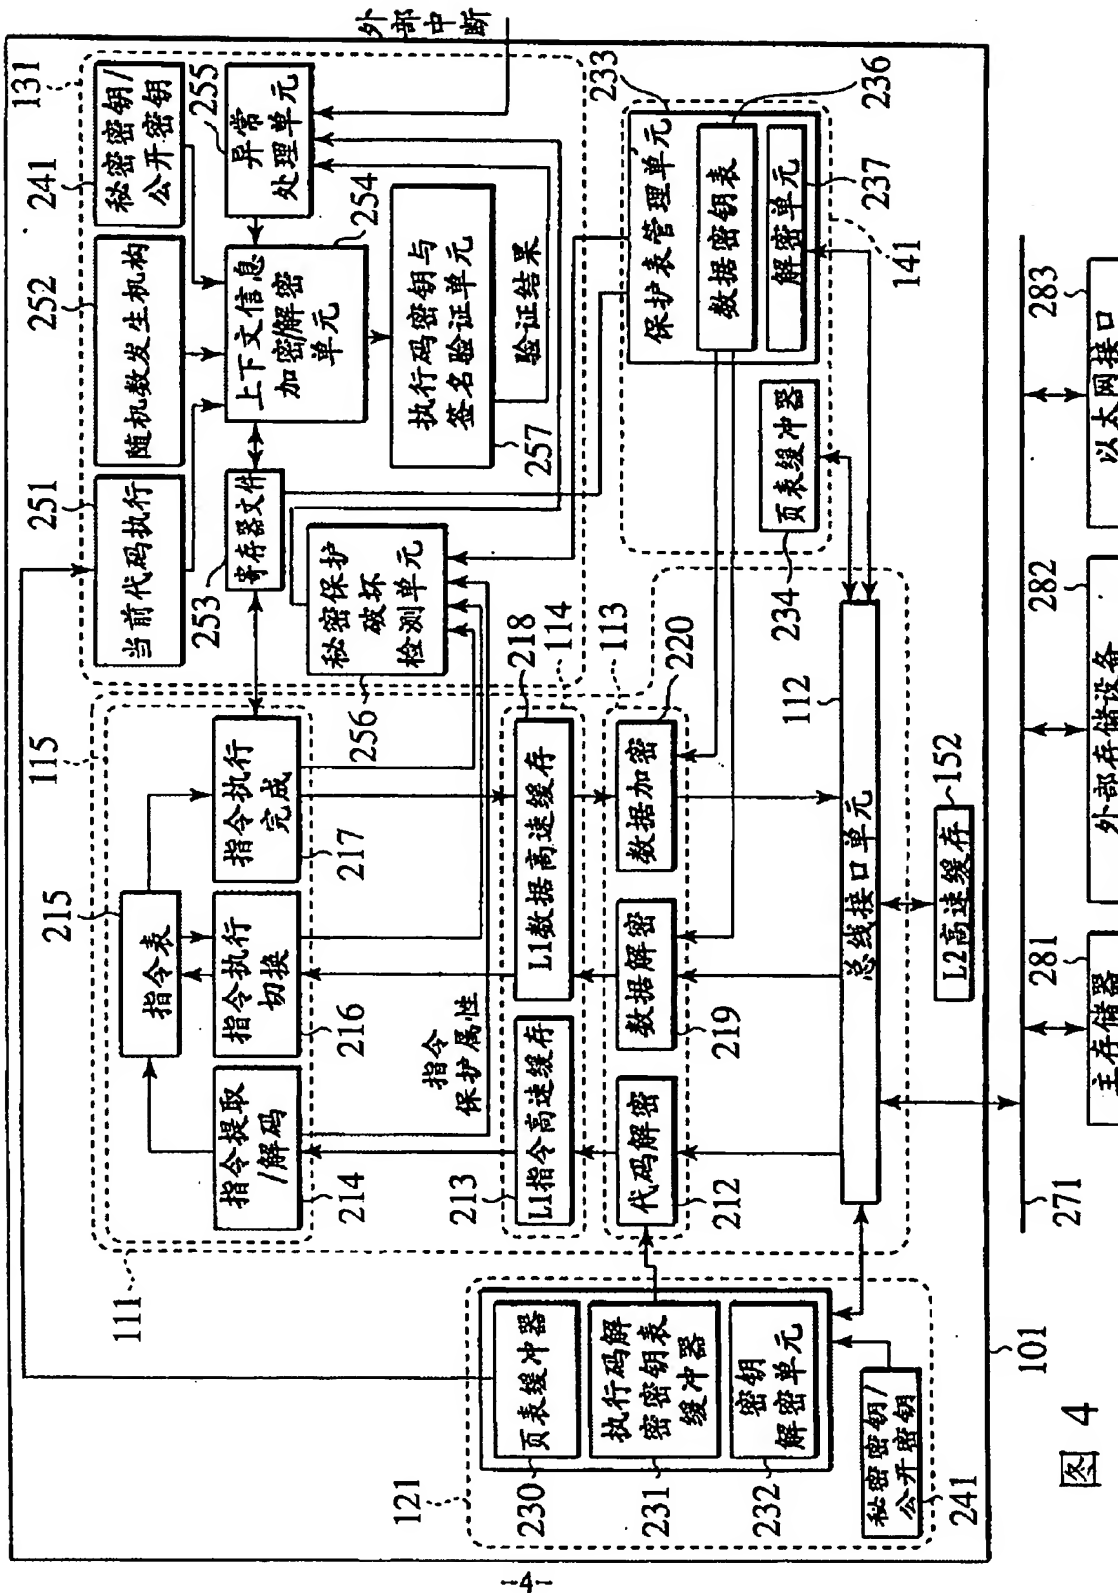 外部中断
131
241
秘密密钥/
公开密钥
252
随机数发生机构
251
当前代码执行
255
异常
处理单元
254
上下文信息
加密/解密
单元
253
寄存器文件
执行码密钥与
签名验证单元
257
验证结果
秘密保护
破坏
检测单元
256
115
215
指令表
指令执行
完成
217
指令执行
切换
216
指令提取
/解码
214
指令
保护属性
111
114
218
L1数据高速缓存
213
L1指令高速缓存
113
220
数据加密
数据解密
219
代码解密
212
233
保护表管理单元
236
数据密钥表
237
解密单元
141
页表缓冲器
234
112
总线接口单元
152
L2高速缓存
121
页表缓冲器
230
执行码解
密密钥表
缓冲器
231
密钥
解密单元
232
秘密密钥/
公开密钥
241
101
271
281
主存储器
282
外部存储设备
283
以太网接口
图 4
--4--